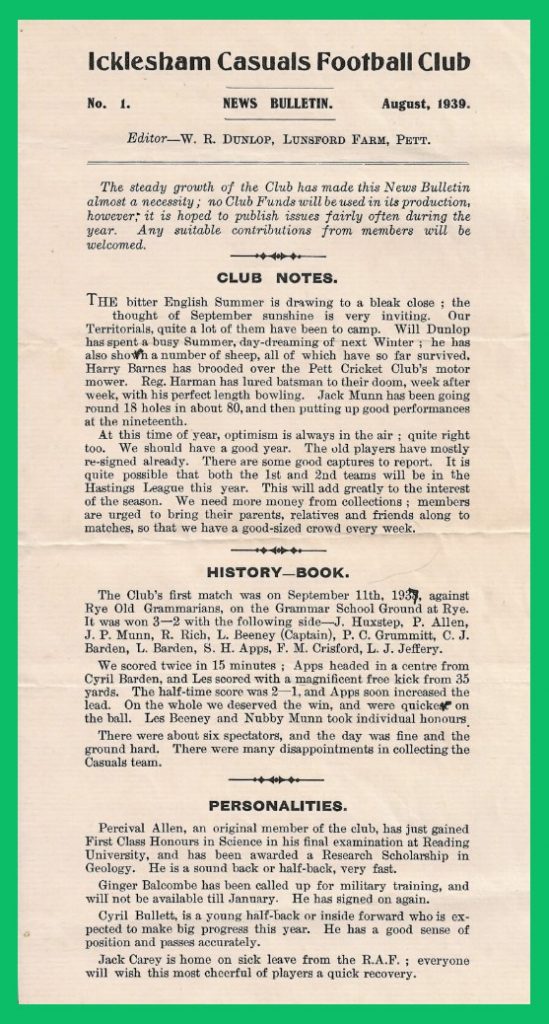 Icklesham Casuals Football Club
No. 1. NEWS BULLETIN. August, 1939.
Editor—W. R. Dunlop, Lunsford Farm, Pett.
The steady growth of the Club has made this News Bulletin
almost a necessity ; no Club Funds will be used in its production,
however; it is hoped to publish issues fairly often during the
year. Any suitable contributions from members will be
welcomed.
CLUB NOTES.
THE bitter English Summer is drawing to a bleak close ; the
thought of September sunshine is very inviting. Our
Territorials, quite a lot of them have been to camp. Will Dunlop
has spent a busy Summer, day-dreaming of next Winter ; he has
also shown a number of sheep, all of which have so far survived.
Harry Barnes has brooded over the Pett Cricket Club's motor
mower. Reg. Harman has lured batsman to their doom, week after
week, with his perfect length bowling. Jack Munn has been going
round 18 holes in about 80, and then putting up good performances
at the nineteenth.
At this time of year, optimism is always in the air ; quite right
too. We should have a good year. The old players have mostly
re-signed already. There are some good captures to report. It is
quite possible that both the 1st and 2nd teams will be in the
Hastings League this year. This will add greatly to the interest
of the season. We need more money from collections ; members
are urged to bring their parents, relatives and friends along to
matches, so that we have a good-sized crowd every week.
HISTORY—BOOK.
The Club's first match was on September 11th, 1937, against
Rye Old Grammarians, on the Grammar School Ground at Rye.
It was won 3—2 with the following side—J. Huxstep, P. Allen,
J. P. Munn, R. Rich, L. Beeney (Captain), P. C. Grummitt, C. J.
Barden, L. Barden, S. H. Apps, F. M. Crisford, L. J. Jeffery.
We scored twice in 15 minutes ; Apps headed in a centre from
Cyril Barden, and Les scored with a magnificent free kick from 35
yards. The half-time score was 2—1, and Apps soon increased the
lead. On the whole we deserved the win, and were quicker on
the ball. Les Beeney and Nubby Munn took individual honours.
There were about six spectators, and the day was fine and the
ground hard. There were many disappointments in collecting the
Casuals team.
PERSONALITIES.
Percival Allen, an original member of the club, has just gained
First Class Honours in Science in his final examination at Reading
University, and has been awarded a Research Scholarship in
Geology. He is a sound back or half-back, very fast.
Ginger Balcombe has been called up for military training, and
will not be available till January. He has signed on again.
Cyril Bullett, is a young half-back or inside forward who is ex-
pected to make big progress this year. He has a good sense of
position and passes accurately.
Jack Carey is home on sick leave from the R.A.F. ; everyone
will wish this most cheerful of players a quick recovery.